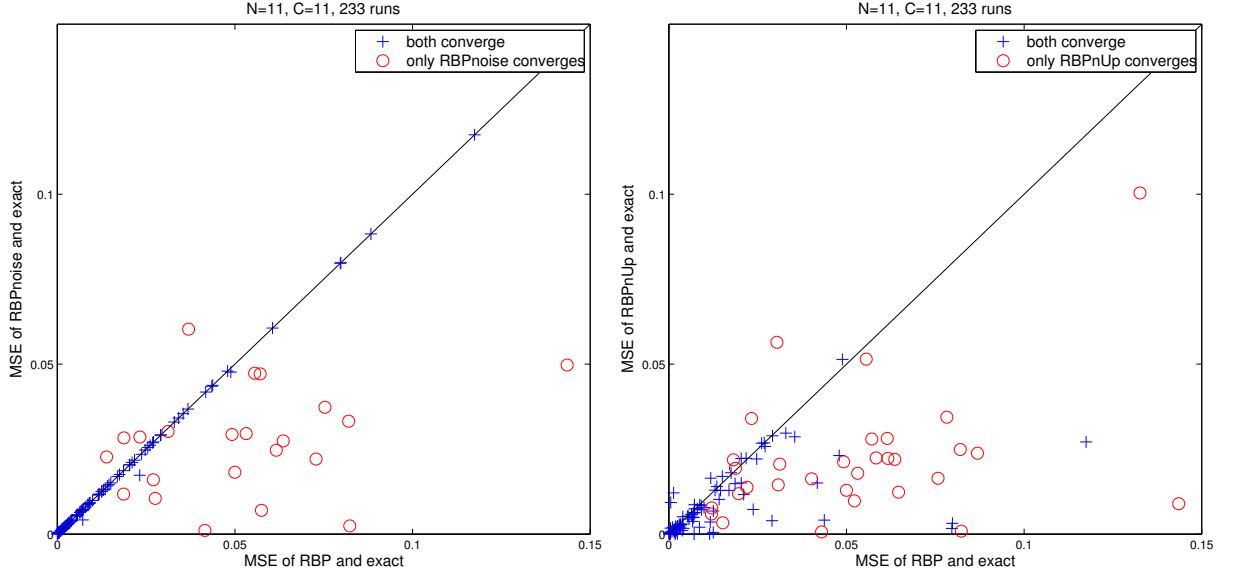 N=11, C=11, 233 runs
both converge
only RBPnoise converges
MSE of RBPnoise and exact
0.1
0.05
0
0
0.05
0.1
0.15
MSE of RBP and exact
N=11, C=11, 233 runs
both converge
only RBPnUp converges
MSE of RBPnUp and exact
0.1
0.05
0
0
0.05
0.1
0.15
MSE of RBP and exact